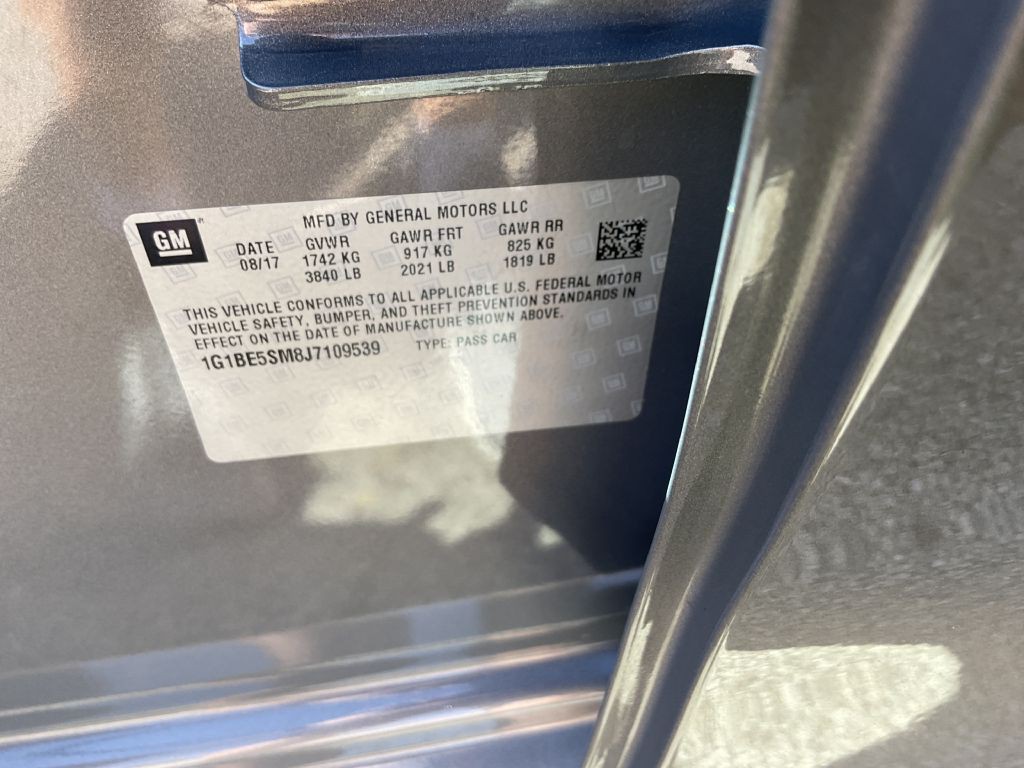 GM
MFD BY GENERAL MOTORS LLC
DATE GVWR GAWR FRT GAWR RR
08/17 1742 KG 917 KG 825 KG
3840 LB 2021 LB 1819 LB
THIS VEHICLE CONFORMS TO ALL APPLICABLE U.S. FEDERAL MOTOR
VEHICLE SAFETY, BUMPER, AND THEFT PREVENTION STANDARDS IN
EFFECT ON THE DATE OF MANUFACTURE SHOWN ABOVE.
1G1BE5SM8J7109539 TYPE: PASS CAR